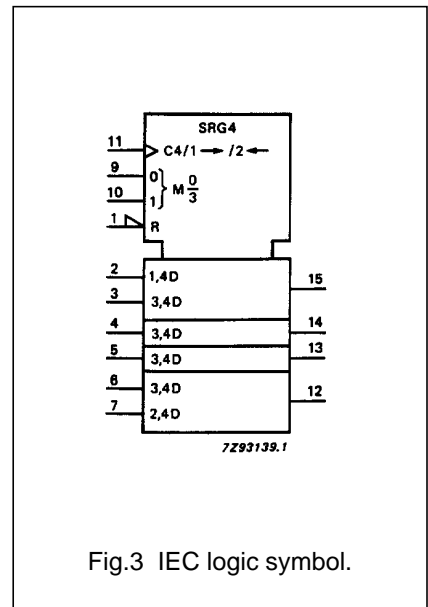 SRG4
11 C4/1 → /2 ←
9 0
M 0/3
10 1
1 R
2 1,4D 15
3 3,4D
4 3,4D 14
5 3,4D 13
6 3,4D 12
7 2,4D
7Z93139.1
Fig.3 IEC logic symbol.